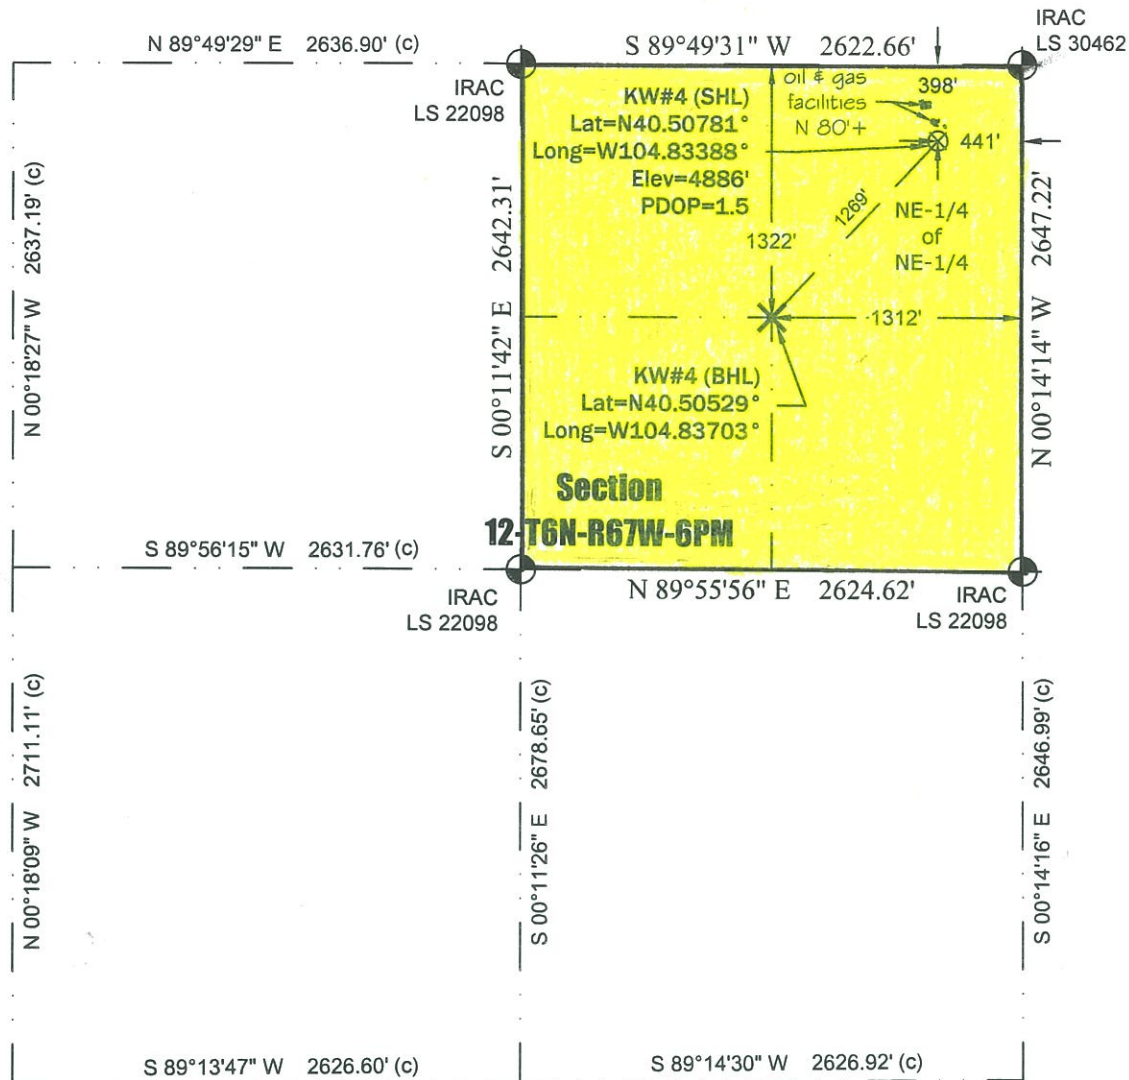 IRAC
LS 30462
N 89°49'29" E 2636.90' (c)
S 89°49'31" W 2622.66'
IRAC
LS 22098
oil & gas
facilities
N 80'+
398'
441'
KW#4 (SHL)
Lat=N40.50781°
Long=W104.83388°
Elev=4886'
PDOP=1.5
N 00°18'27" W 2637.19' (c)
S 00°11'42" E 2642.31'
1269'
NE-1/4
of
NE-1/4
1322'
N 00°14'14" W 2647.22'
1312'
KW#4 (BHL)
Lat=N40.50529°
Long=W104.83703°
Section
12-T6N-R67W-6PM
S 89°56'15" W 2631.76' (c)
N 89°55'56" E 2624.62'
IRAC
LS 22098
IRAC
LS 22098
N 00°18'09" W 2711.11' (c)
S 00°11'26" E 2678.65' (c)
S 00°14'16" E 2646.99' (c)
S 89°13'47" W 2626.60' (c)
S 89°14'30" W 2626.92' (c)